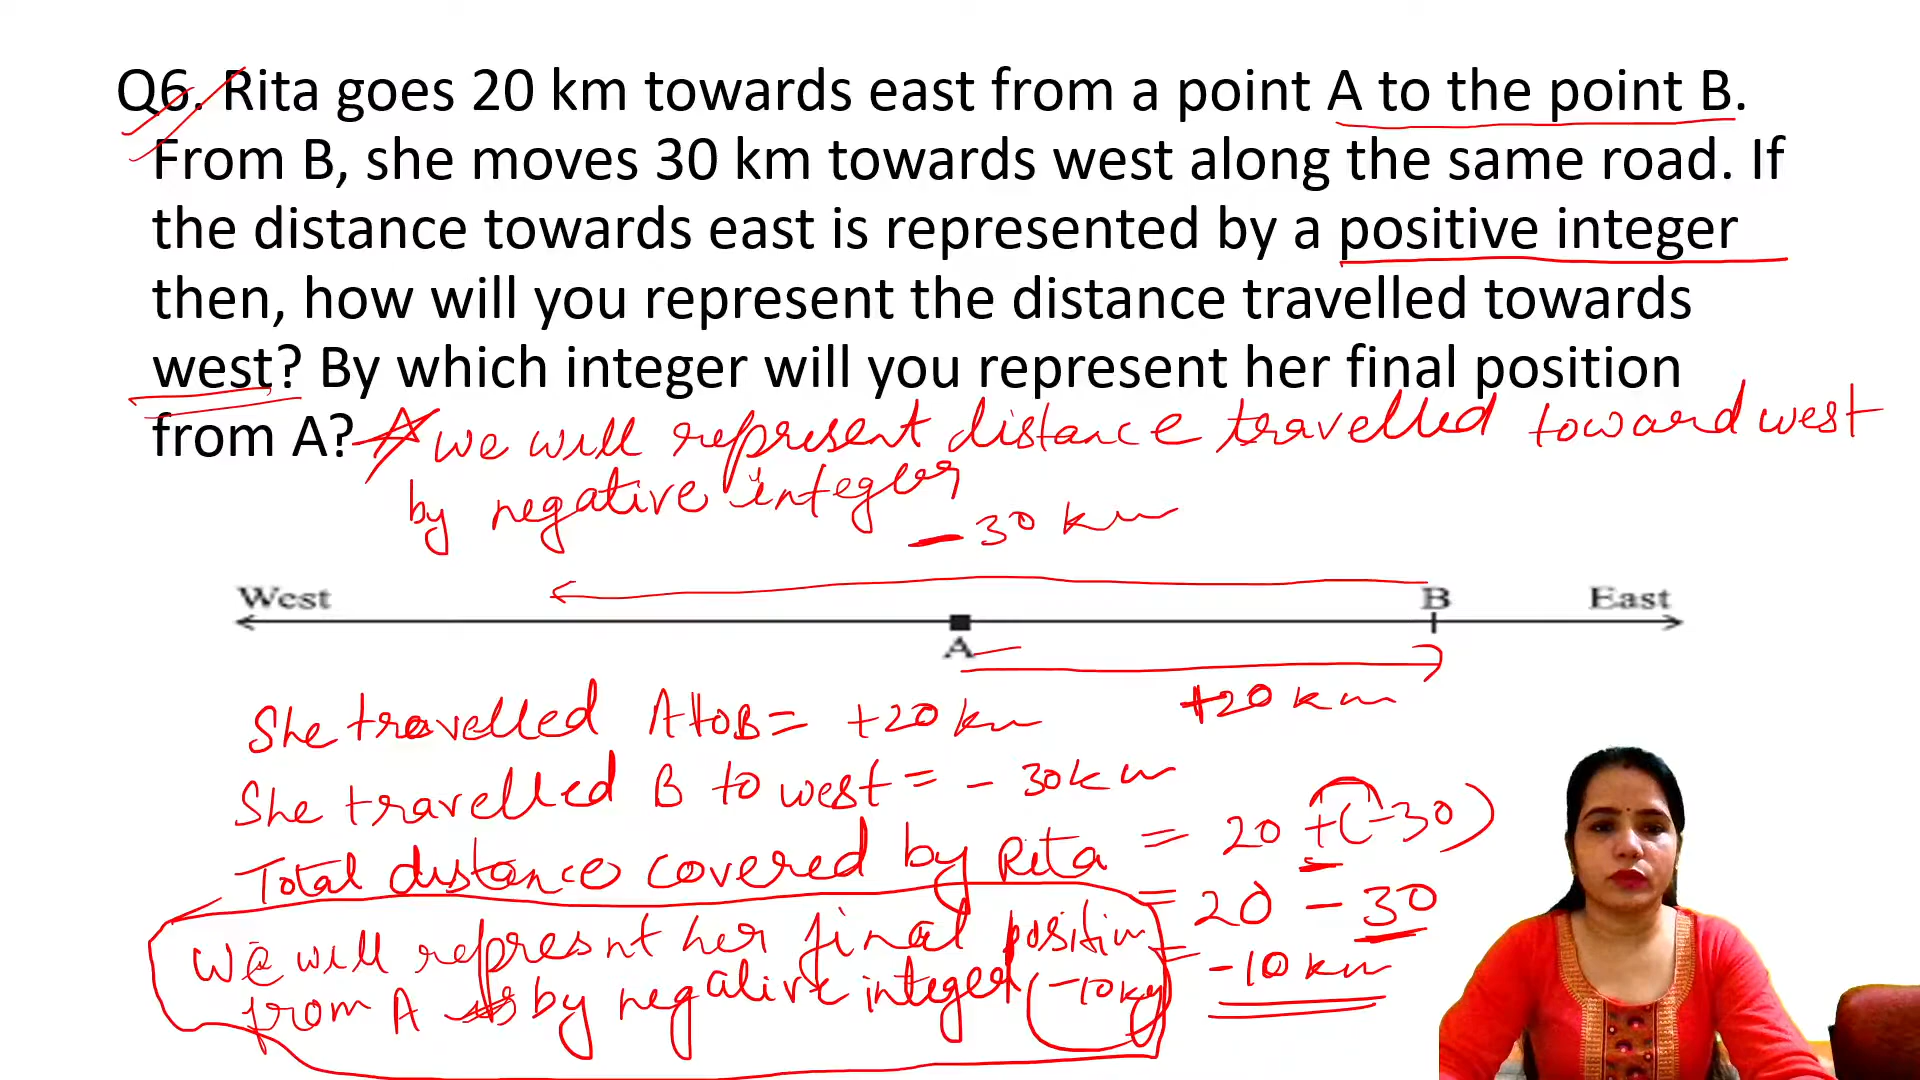 Q6. Rita goes 20 km towards east from a point A to the point B.
From B, she moves 30 km towards west along the same road. If
the distance towards east is represented by a positive integer
then, how will you represent the distance travelled towards
west? By which integer will you represent her final position
from A?
we will represent distance travelled toward west
by negative integer
- 30 km
West B East
A
+20 km
She travelled A to B = +20 km
She travelled B to west = - 30 km
Total distance covered by Rita = 20 + (-30)
= 20 - 30
We will represent her final position = -10 km
from A by negative integer (-10 km)